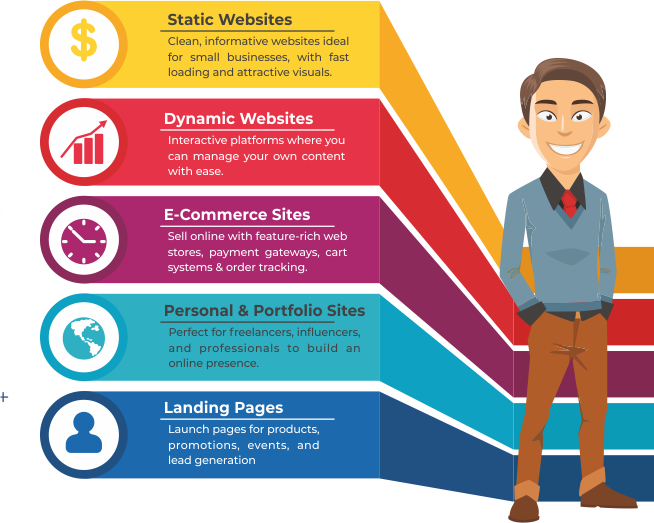 Static Websites
Clean, informative websites ideal
for small businesses, with fast
loading and attractive visuals.
Dynamic Websites
Interactive platforms where you
can manage your own content
with ease.
E-Commerce Sites
Sell online with feature-rich web
stores, payment gateways, cart
systems & order tracking.
Personal & Portfolio Sites
Perfect for freelancers, influencers,
and professionals to build an
online presence.
+
Landing Pages
Launch pages for products,
promotions, events, and
lead generation